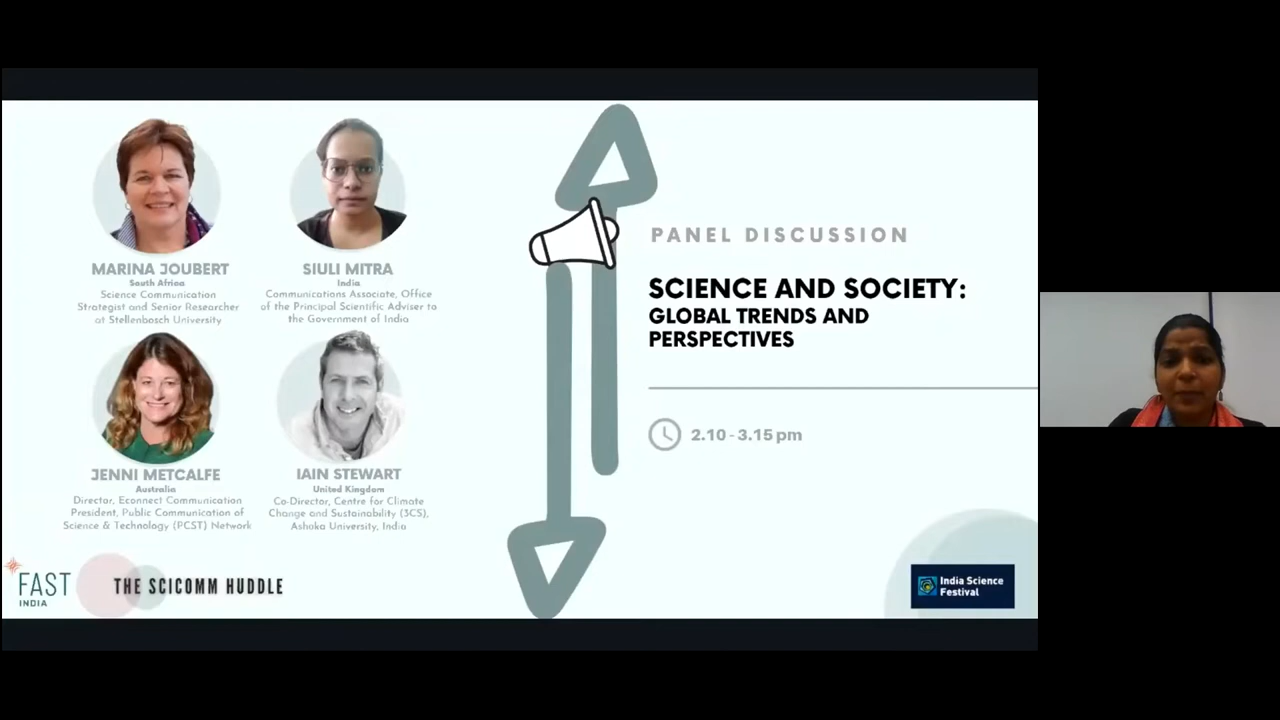 MARINA JOUBERT
South Africa
Science Communication
Strategist and Senior Researcher
at Stellenbosch University
SIULI MITRA
India
Communications Associate, Office
of the Principal Scientific Adviser to
the Government of India
JENNI METCALFE
Australia
Director, Econnect Communication
President, Public Communication of
Science & Technology (PCST) Network
IAIN STEWART
United Kingdom
Co-Director, Centre for Climate
Change and Sustainability (3CS),
Ashoka University, India
PANEL DISCUSSION
SCIENCE AND SOCIETY:
GLOBAL TRENDS AND
PERSPECTIVES
2.10 - 3.15 pm
FAST
INDIA
THE SCICOMM HUDDLE
India Science
Festival